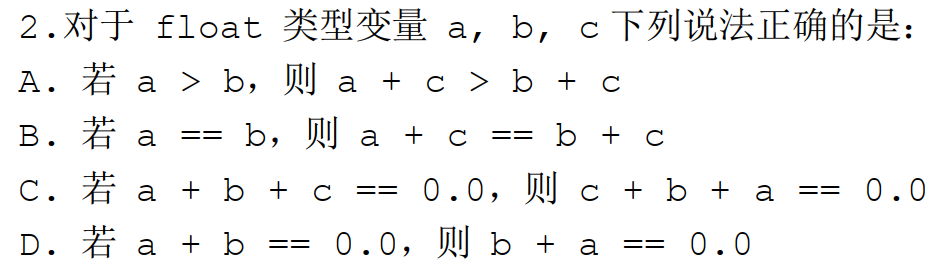 2.对于 float 类型变量 a, b, c下列说法正确的是：
A. 若 a > b，则 a + c > b + c
B. 若 a == b，则 a + c == b + c
C. 若 a + b + c == 0.0，则 c + b + a == 0.0
D. 若 a + b == 0.0，则 b + a == 0.0